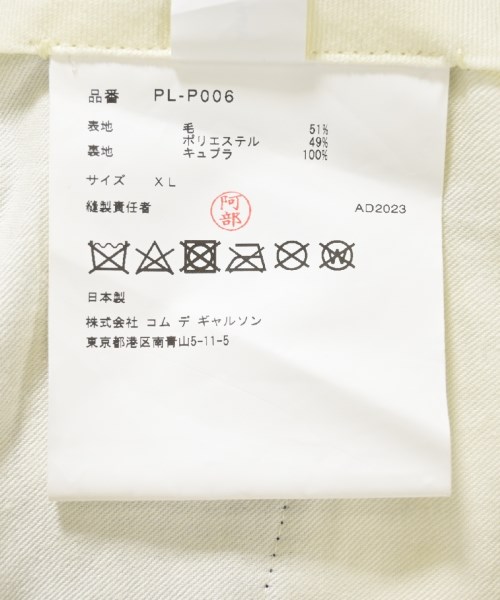 品番 PL-P006
表地 毛 51%
ポリエステル 49%
裏地 キュプラ 100%
サイズ XL
縫製責任者 阿部 AD2023
W
日本製
株式会社 コム デ ギャルソン
東京都港区南青山5-11-5